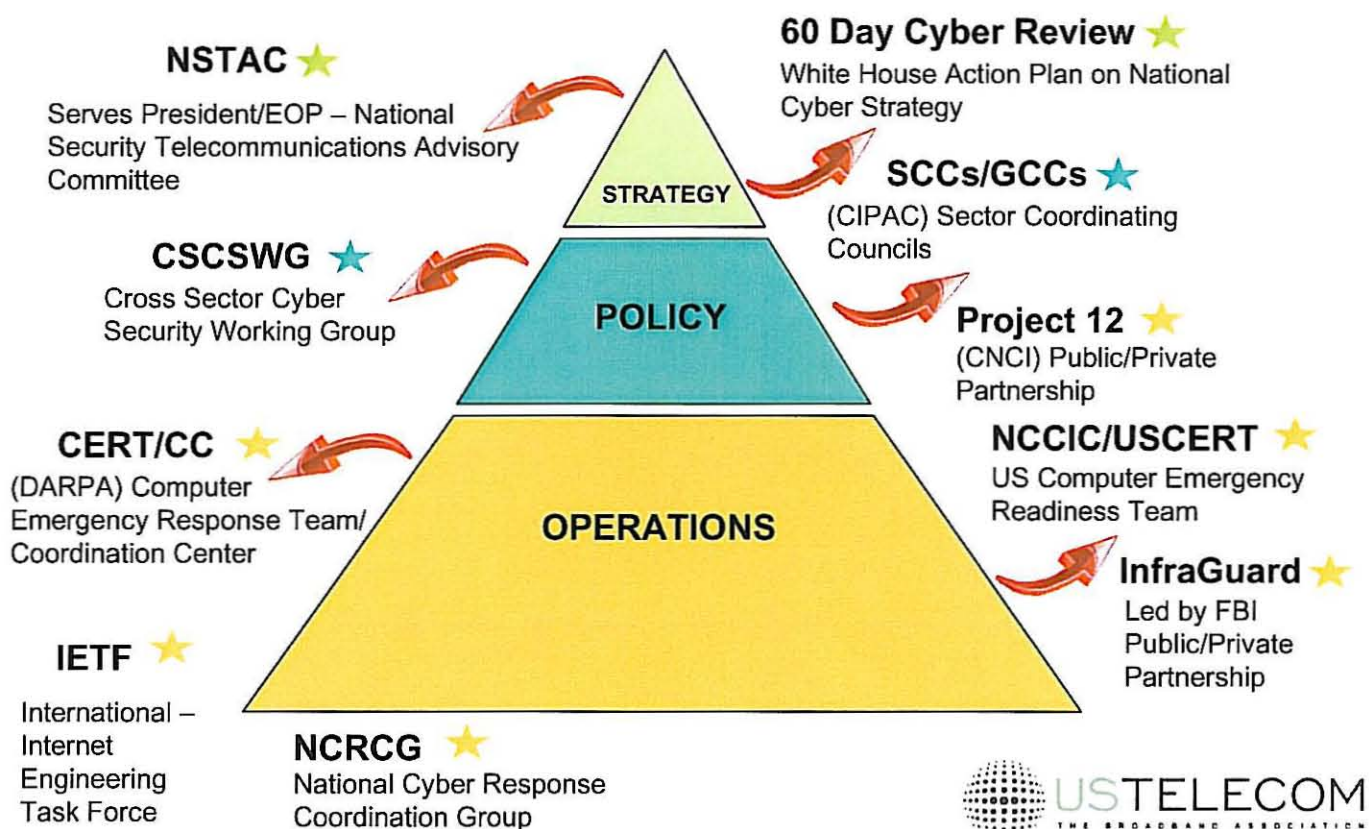 NSTAC
Serves President/EOP – National
Security Telecommunications Advisory
Committee
60 Day Cyber Review
White House Action Plan on National
Cyber Strategy
STRATEGY
SCCs/GCCs
(CIPAC) Sector Coordinating
Councils
CSCSWG
Cross Sector Cyber
Security Working Group
POLICY
Project 12
(CNCI) Public/Private
Partnership
CERT/CC
(DARPA) Computer
Emergency Response Team/
Coordination Center
OPERATIONS
NCCIC/USCERT
US Computer Emergency
Readiness Team
InfraGuard
Led by FBI
Public/Private
Partnership
IETF
International –
Internet
Engineering
Task Force
NCRCG
National Cyber Response
Coordination Group
USTELECOM
THE BROADBAND ASSOCIATION